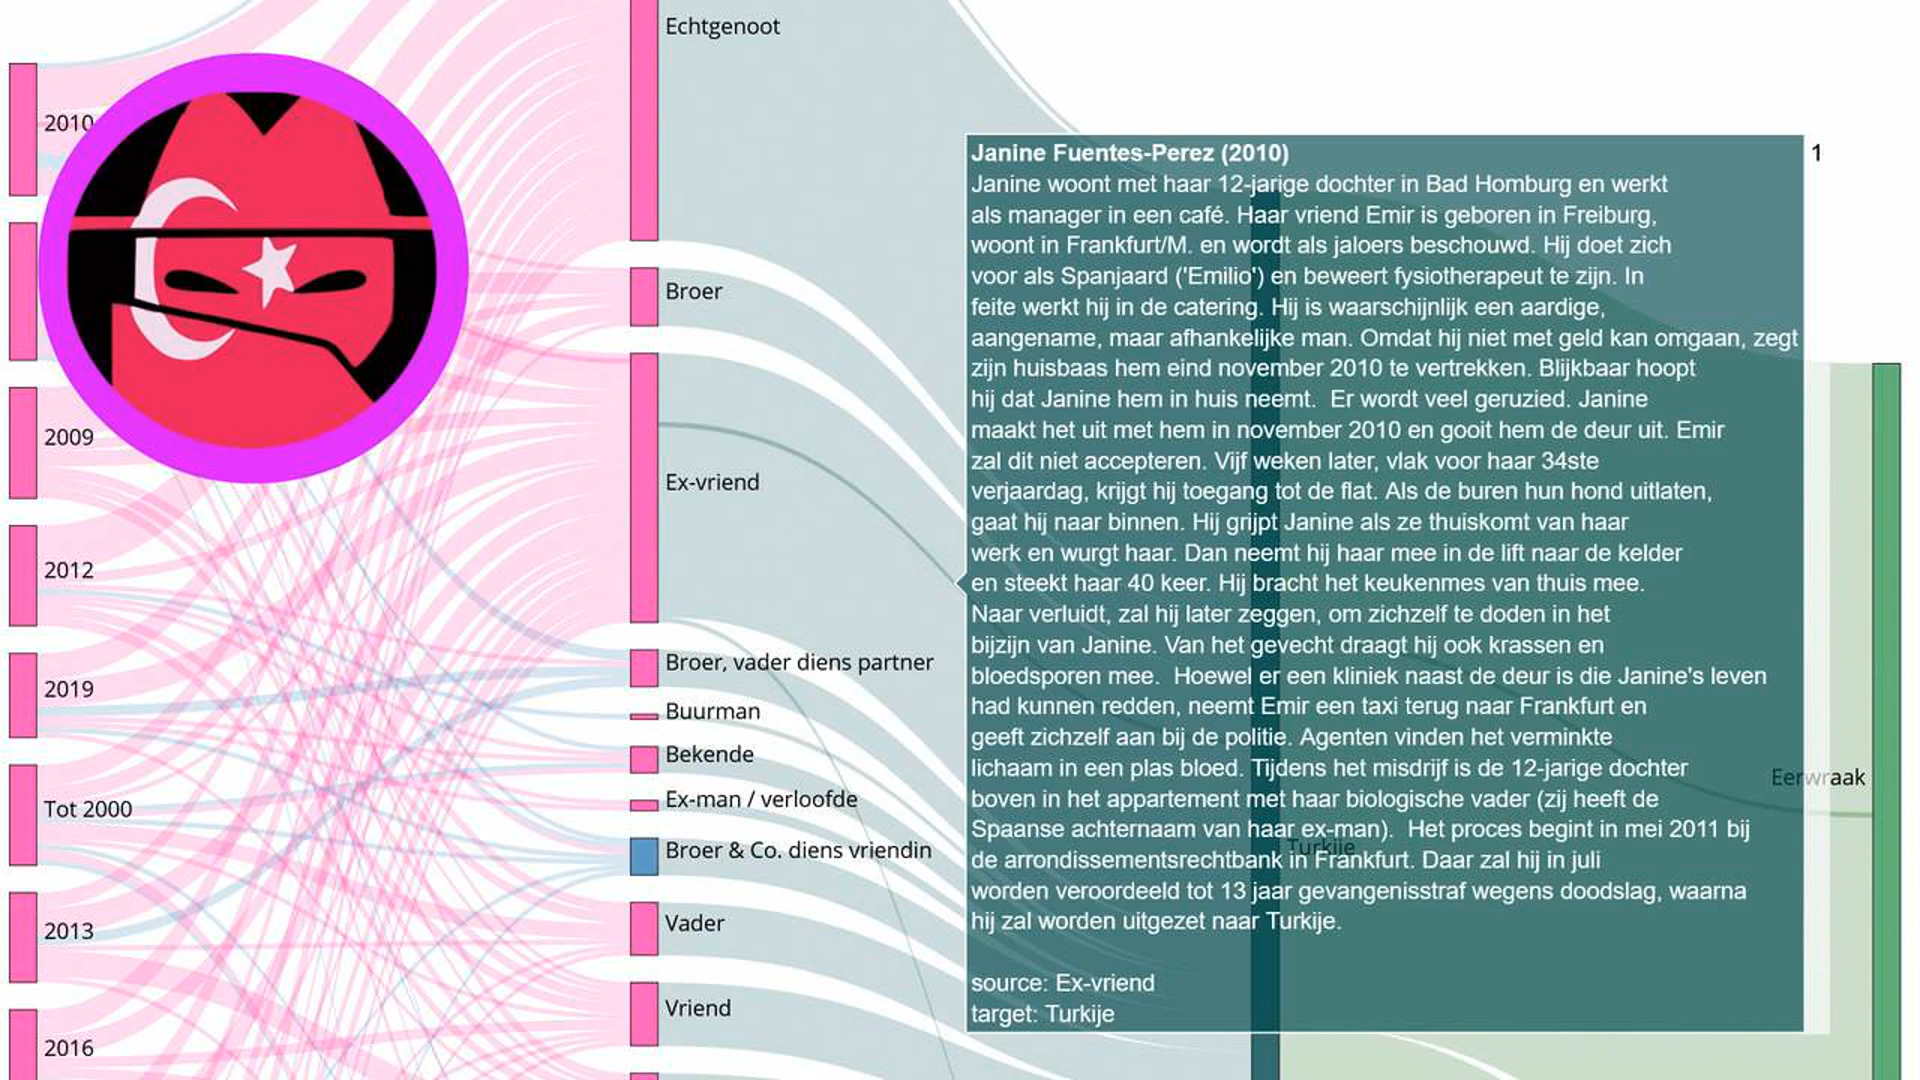 2010
2009
2012
2019
Tot 2000
2013
2016
Echtgenoot
Broer
Ex-vriend
Broer, vader diens partner
Buurman
Bekende
Ex-man / verloofde
Broer & Co. diens vriendin
Vader
Vriend
Janine Fuentes-Perez (2010)
Janine woont met haar 12-jarige dochter in Bad Homburg en werkt
als manager in een café. Haar vriend Emir is geboren in Freiburg,
woont in Frankfurt/M. en wordt als jaloers beschouwd. Hij doet zich
voor als Spanjaard ('Emilio') en beweert fysiotherapeut te zijn. In
feite werkt hij in de catering. Hij is waarschijnlijk een aardige,
aangename, maar afhankelijke man. Omdat hij niet met geld kan omgaan, zegt
zijn huisbaas hem eind november 2010 te vertrekken. Blijkbaar hoopt
hij dat Janine hem in huis neemt.  Er wordt veel geruzied. Janine
maakt het uit met hem in november 2010 en gooit hem de deur uit. Emir
zal dit niet accepteren. Vijf weken later, vlak voor haar 34ste
verjaardag, krijgt hij toegang tot de flat. Als de buren hun hond uitlaten,
gaat hij naar binnen. Hij grijpt Janine als ze thuiskomt van haar
werk en wurgt haar. Dan neemt hij haar mee in de lift naar de kelder
en steekt haar 40 keer. Hij bracht het keukenmes van thuis mee.
Naar verluidt, zal hij later zeggen, om zichzelf te doden in het
bijzijn van Janine. Van het gevecht draagt hij ook krassen en
bloedsporen mee.  Hoewel er een kliniek naast de deur is die Janine's leven
had kunnen redden, neemt Emir een taxi terug naar Frankfurt en
geeft zichzelf aan bij de politie. Agenten vinden het verminkte
lichaam in een plas bloed. Tijdens het misdrijf is de 12-jarige dochter
boven in het appartement met haar biologische vader (zij heeft de
Spaanse achternaam van haar ex-man).  Het proces begint in mei 2011 bij
de arrondissementsrechtbank in Frankfurt. Daar zal hij in juli
worden veroordeeld tot 13 jaar gevangenisstraf wegens doodslag, waarna
hij zal worden uitgezet naar Turkije.
source: Ex-vriend
target: Turkije
1
Turkije
Eerwraak